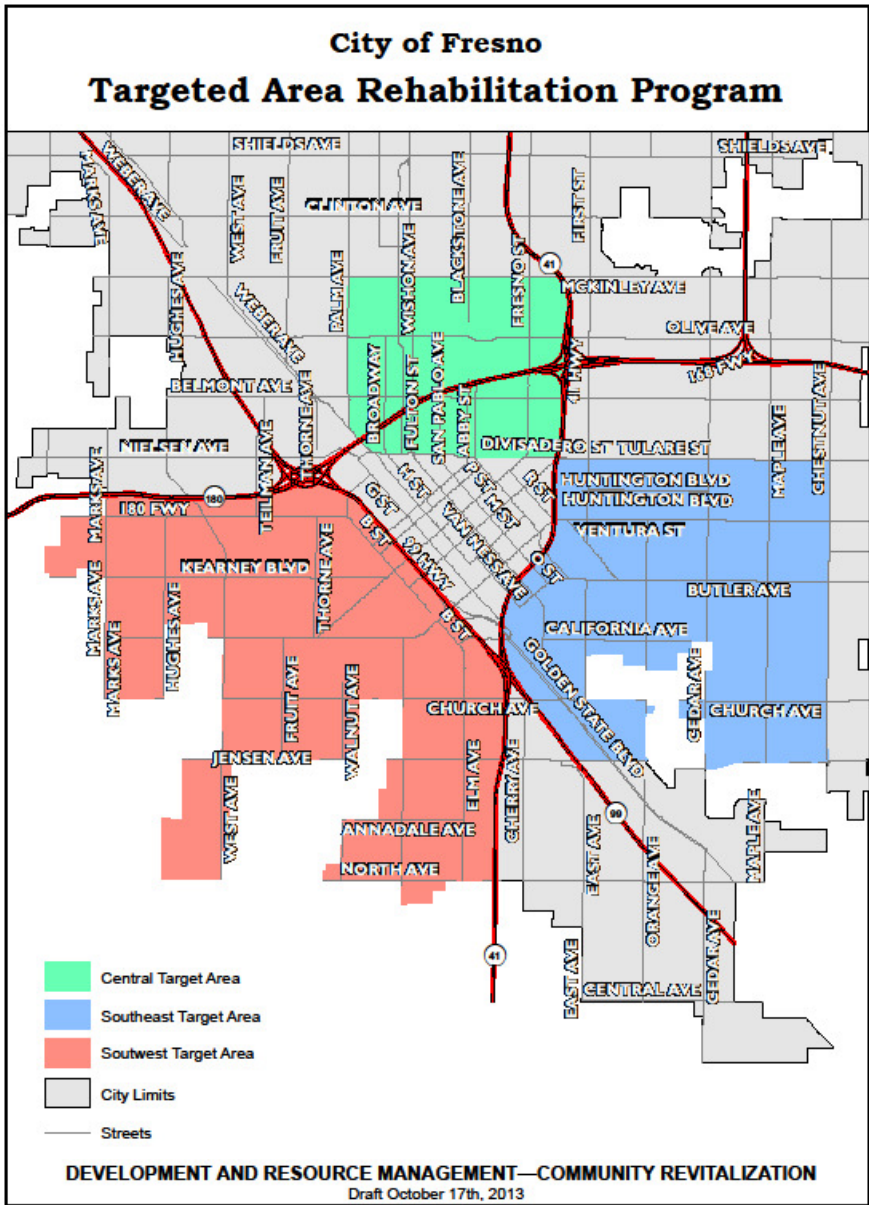 City of Fresno
Targeted Area Rehabilitation Program
SHIELDS AVE
SHIELDS AVE
WEBER AVE
MARKS AVE
WEST AVE
FRUIT AVE
CLINTON AVE
BLACKSTONE AVE
FIRST ST
WISHON AVE
FRESNO ST
41
HUGHES AVE
PALM AVE
MCKINLEY AVE
WEBER AVE
OLIVE AVE
41 HWY
168 FWY
BELMONT AVE
THORNE AVE
BROADWAY
FULTON ST
SAN PABLO AVE
ABBY ST
MAPLE AVE
CHESTNUT AVE
NIELSEN AVE
DIVISADERO ST
TULARE ST
MARKS AVE
TEILMAN AVE
H ST
P ST
M ST
R ST
HUNTINGTON BLVD
HUNTINGTON BLVD
180
180 FWY
G ST
B ST
VAN NESS AVE
VENTURA ST
99 HWY
O ST
KEARNEY BLVD
THORNE AVE
BUTLER AVE
MARKS AVE
HUGHES AVE
B ST
CALIFORNIA AVE
MARKS AVE
FRUIT AVE
WALNUT AVE
GOLDEN STATE BLVD
CEDAR AVE
CHURCH AVE
CHURCH AVE
JENSEN AVE
WEST AVE
ELM AVE
CHERRY AVE
99
ANNADALE AVE
EAST AVE
MAPLE AVE
NORTH AVE
ORANGE AVE
41
EAST AVE
CEDAR AVE
CENTRAL AVE
Central Target Area
Southeast Target Area
Soutwest Target Area
City Limits
Streets
DEVELOPMENT AND RESOURCE MANAGEMENT—COMMUNITY REVITALIZATION
Draft October 17th, 2013